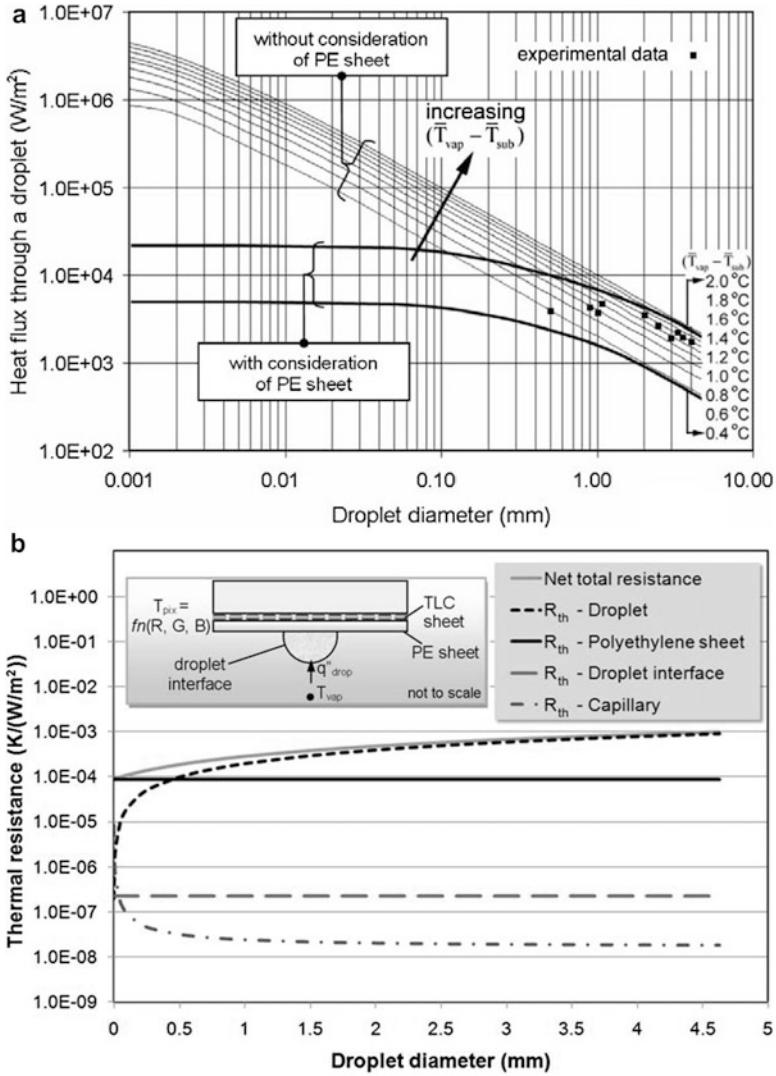 a
1.0E+07
1.0E+06
1.0E+05
1.0E+04
1.0E+03
1.0E+02
Heat flux through a droplet (W/m²)
without consideration
of PE sheet
experimental data
increasing
(T̅vap − T̅sub)
with consideration
of PE sheet
(T̅vap − T̅sub)
2.0 °C
1.8 °C
1.6 °C
1.4 °C
1.2 °C
1.0 °C
0.8 °C
0.6 °C
0.4 °C
0.001 0.01 0.10 1.00 10.00
Droplet diameter (mm)
b
1.0E+00
1.0E-01
1.0E-02
1.0E-03
1.0E-04
1.0E-05
1.0E-06
1.0E-07
1.0E-08
1.0E-09
Thermal resistance (K/(W/m²))
Tpix =
fn(R, G, B)
TLC
sheet
PE sheet
droplet
interface
q"drop
Tvap
not to scale
Net total resistance
Rth - Droplet
Rth - Polyethylene sheet
Rth - Droplet interface
Rth - Capillary
0 0.5 1 1.5 2 2.5 3 3.5 4 4.5 5
Droplet diameter (mm)